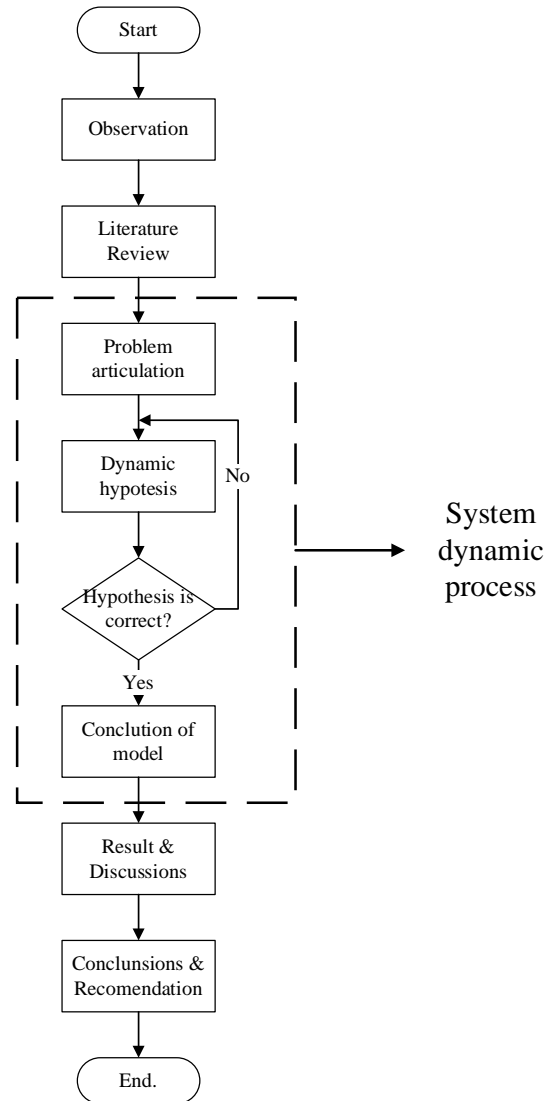 Start
Observation
Literature
Review
Problem
articulation
Dynamic
hypotesis
No
Hypothesis is
correct?
Yes
Conclution of
model
System
dynamic
process
Result &
Discussions
Conclunsions &
Recomendation
End.